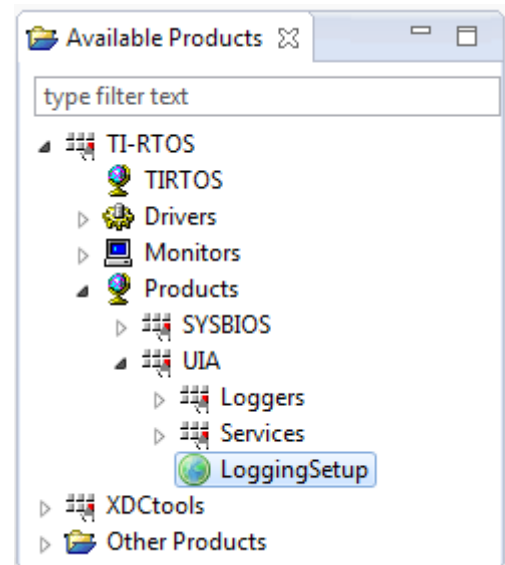 Available Products
type filter text
TI-RTOS
TIRTOS
Drivers
Monitors
Products
SYSBIOS
UIA
Loggers
Services
LoggingSetup
XDCtools
Other Products